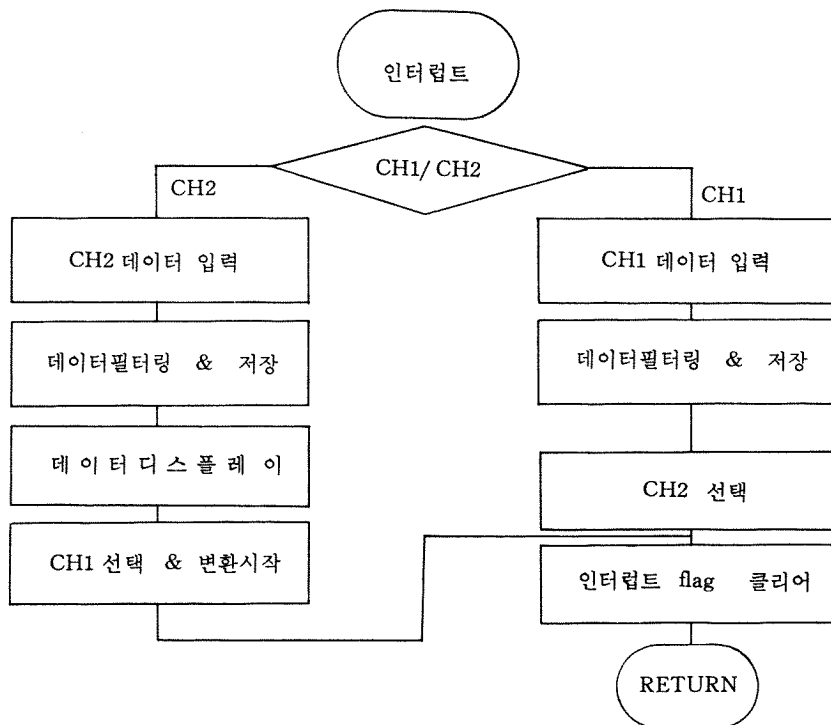 인터럽트
CH1/ CH2
CH2
CH1
CH2 데이터 입력
CH1 데이터 입력
데이터필터링 & 저장
데이터필터링 & 저장
데이터디스플레이
CH2 선택
CH1 선택 & 변환시작
인터럽트 flag 클리어
RETURN